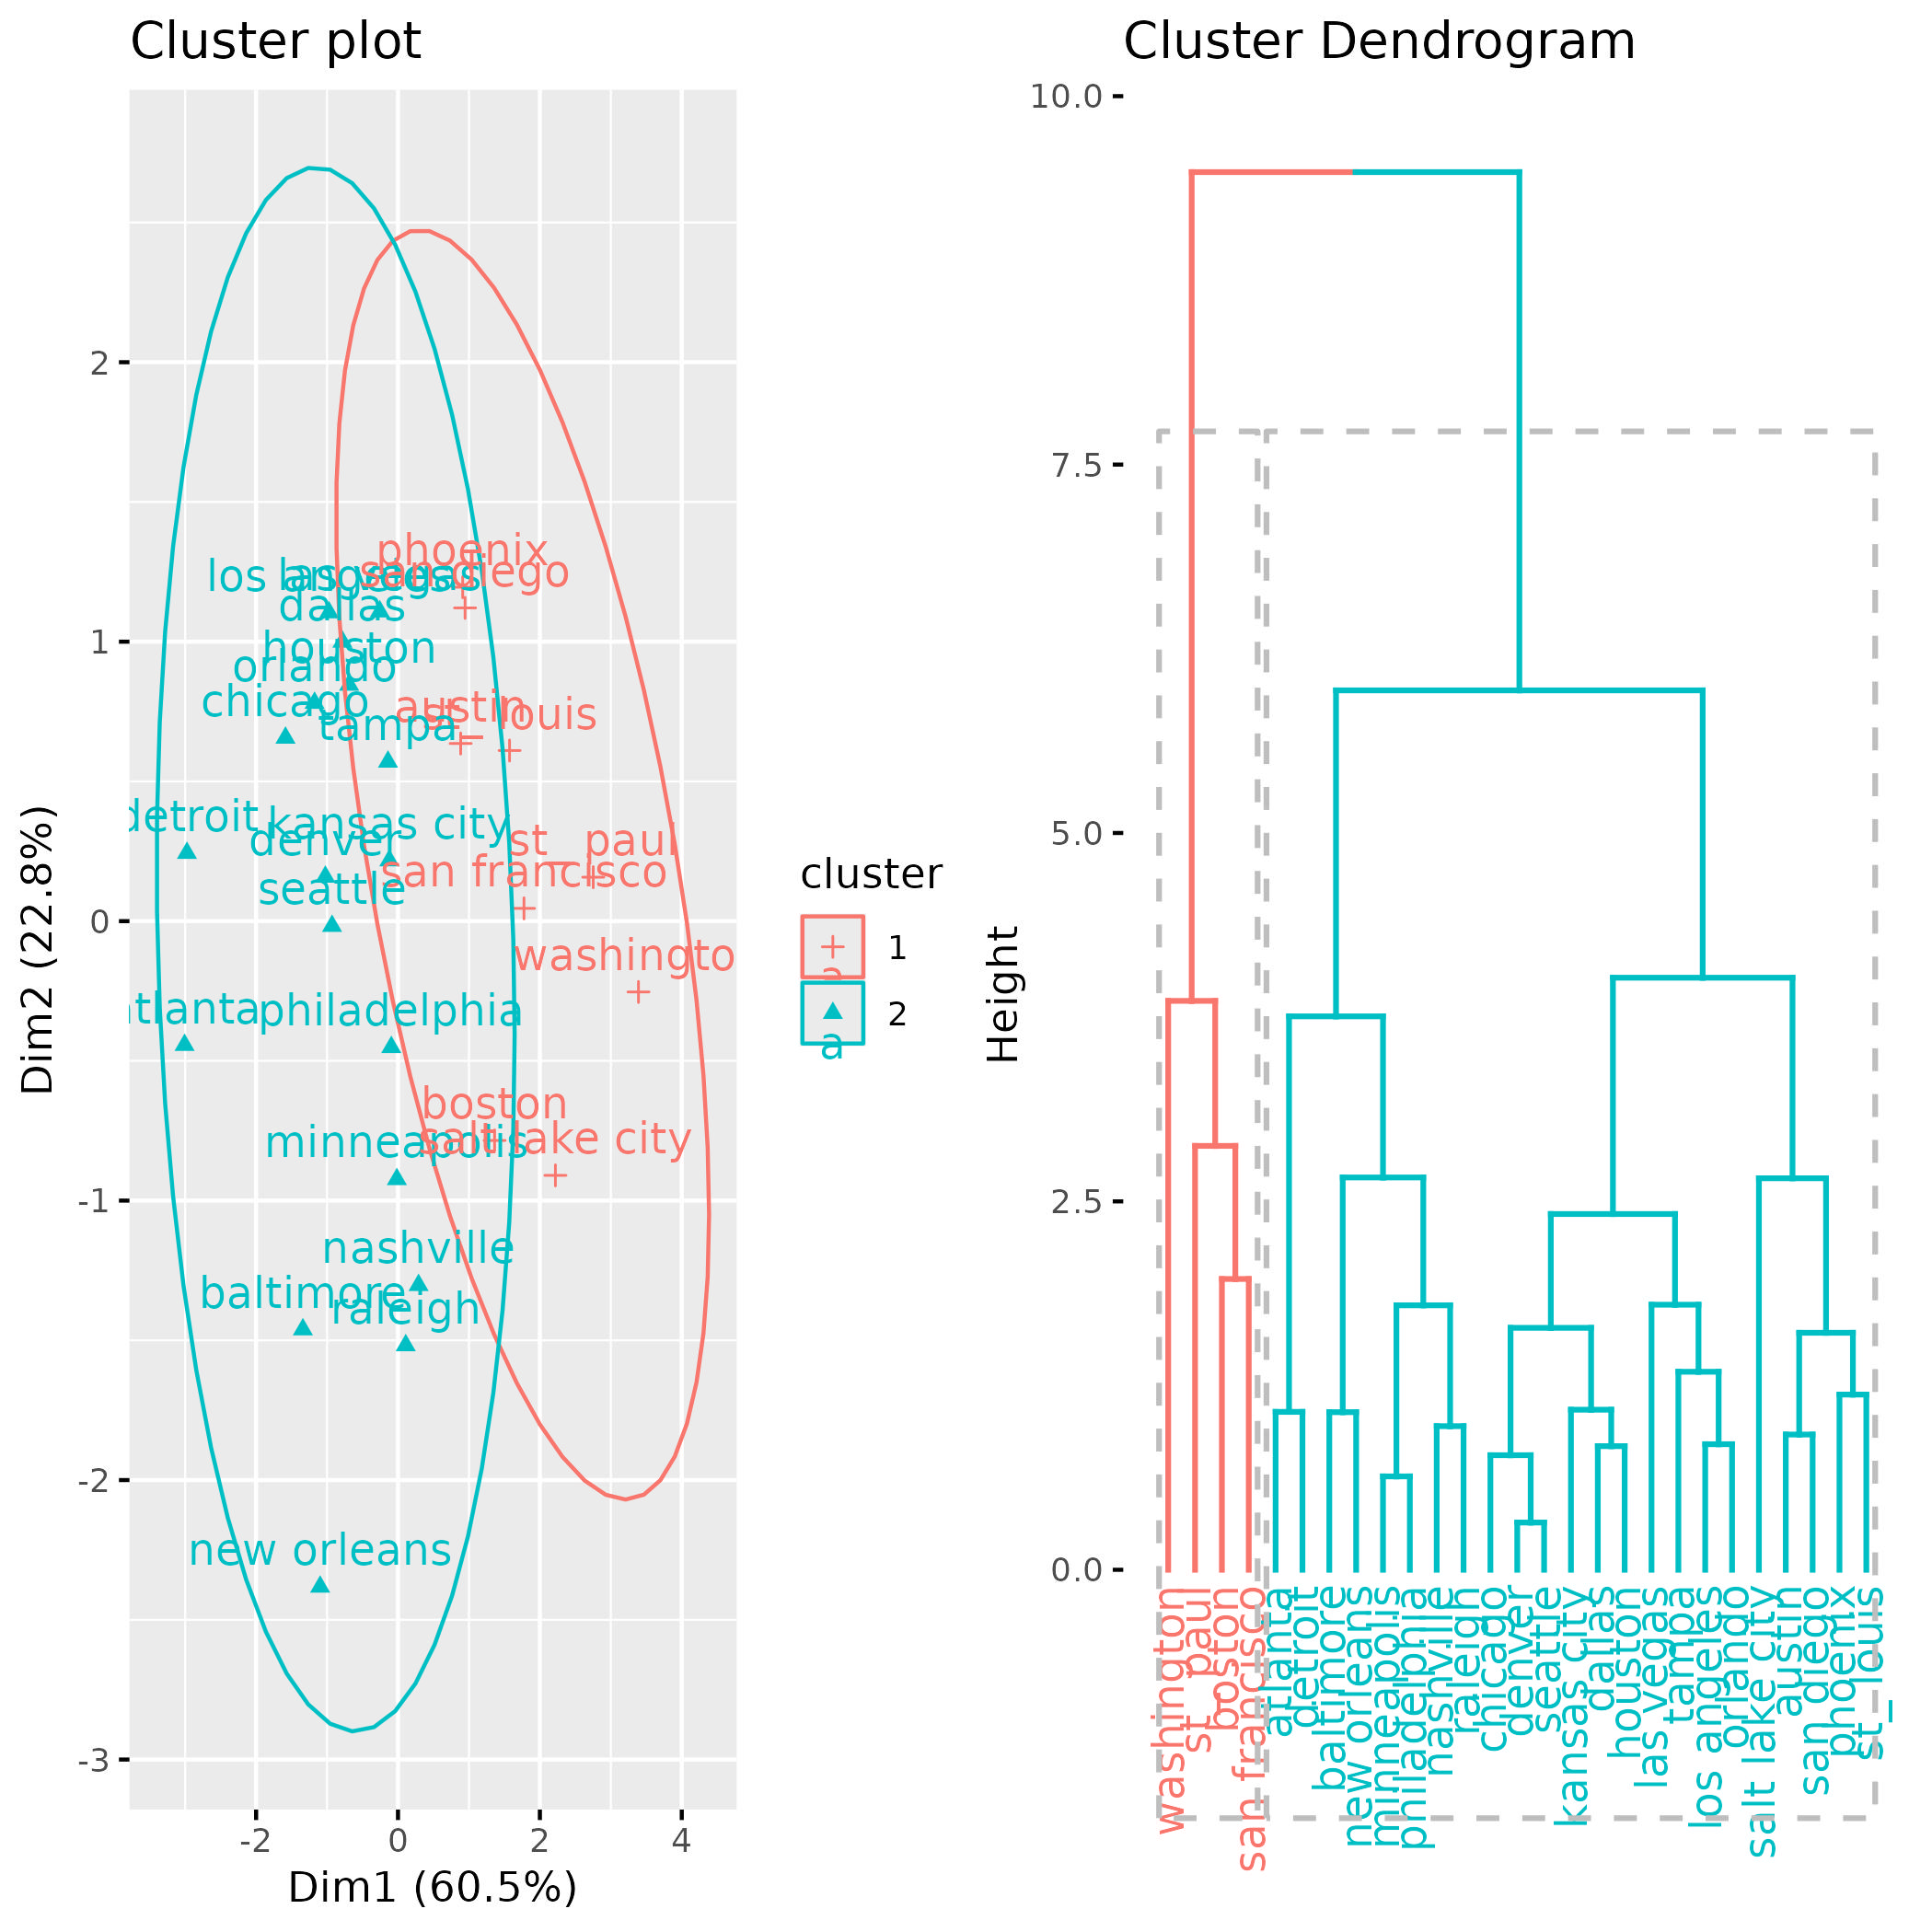 Cluster plot
Cluster Dendrogram
phoenix
san diego
los angeles
las vegas
dallas
houston
orlando
chicago
tampa
austin
st_louis
detroit
kansas city
denver
st_paul
san francisco
seattle
washingto
tlanta
philadelphia
boston
minneapolis
salt lake city
nashville
baltimore
raleigh
new orleans
2
1
0
-1
-2
-3
-2
0
2
4
Dim1 (60.5%)
Dim2 (22.8%)
cluster
1
2
a
10.0
7.5
5.0
2.5
0.0
Height
washington
st_paul
boston
san francisco
atlanta
detroit
baltimore
new orleans
minneapolis
philadelphia
nashville
raleigh
chicago
denver
seattle
kansas city
dallas
houston
las vegas
tampa
los angeles
orlando
salt lake city
austin
san diego
phoenix
st_louis